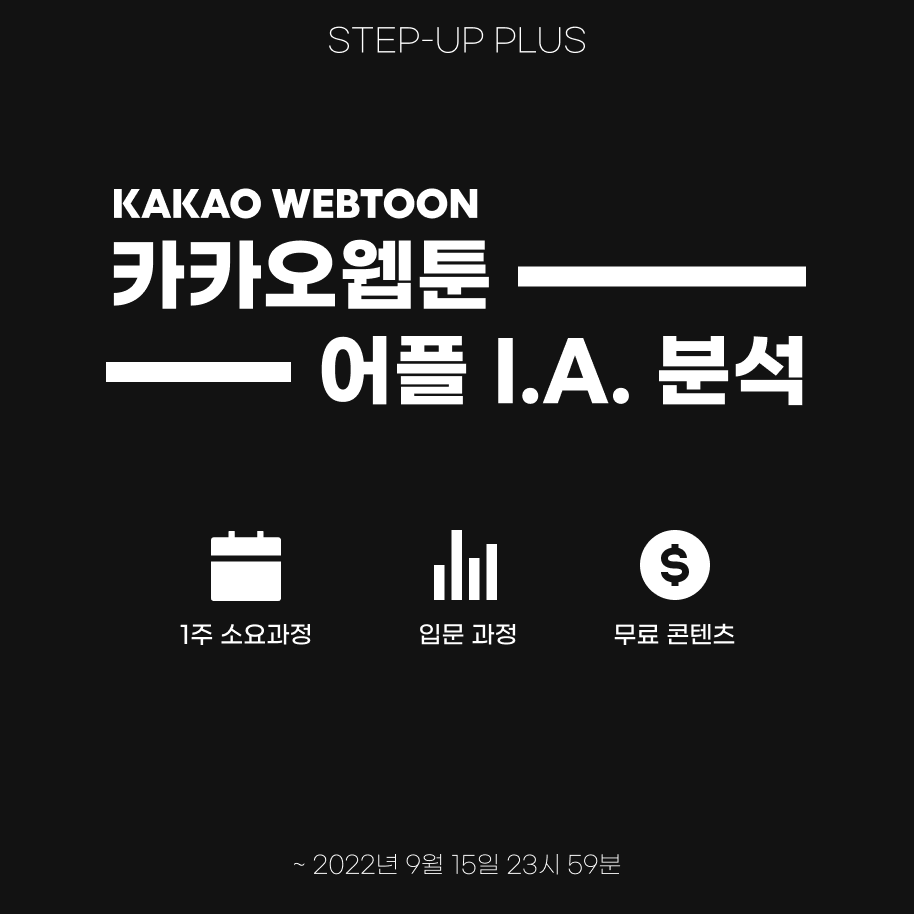 STEP-UP PLUS
KAKAO WEBTOON
카카오웹툰
어플 I.A. 분석
$
1주 소요과정 입문 과정 무료 콘텐츠
~ 2022년 9월 15일 23시 59분